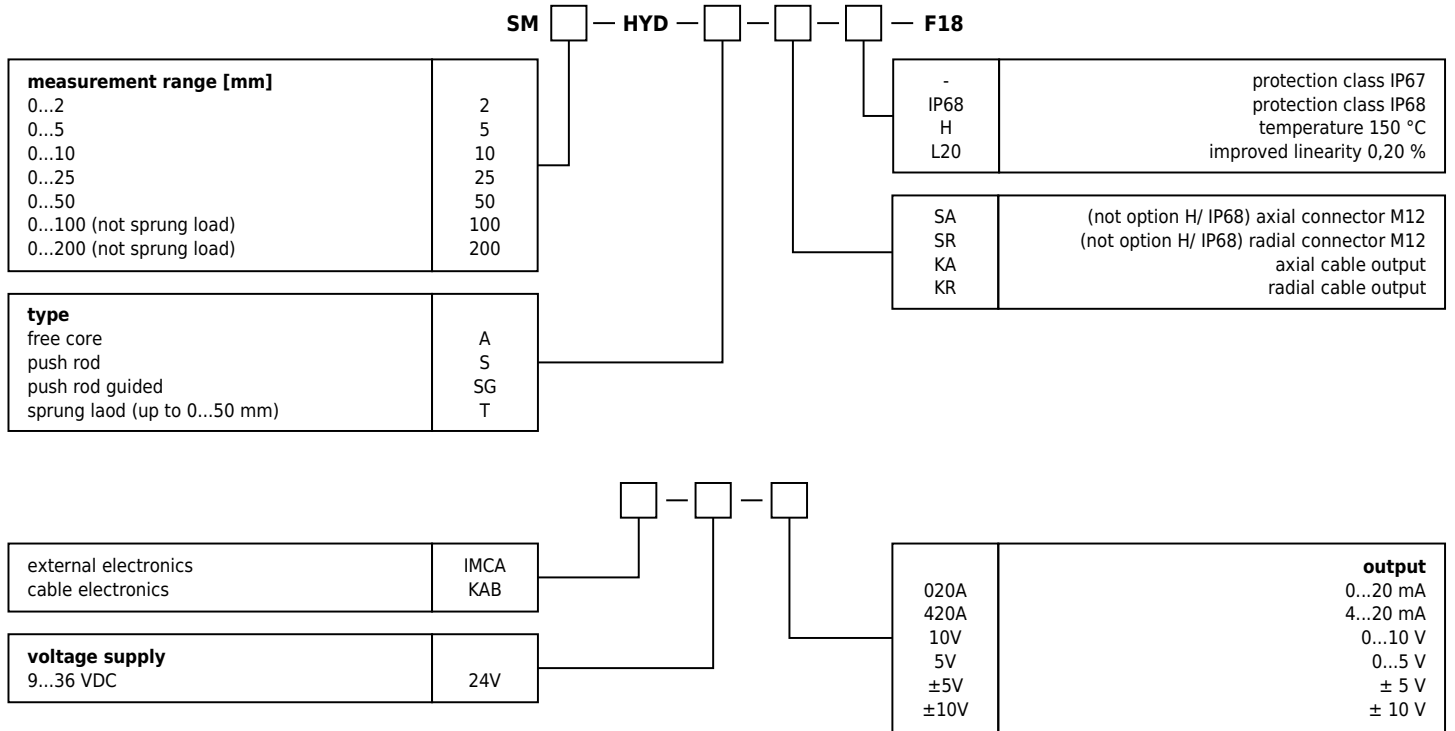 SM — HYD — — — F18
measurement range [mm]
0...2 2
0...5 5
0...10 10
0...25 25
0...50 50
0...100 (not sprung load) 100
0...200 (not sprung load) 200
- protection class IP67
IP68 protection class IP68
H temperature 150 °C
L20 improved linearity 0,20 %
SA (not option H/ IP68) axial connector M12
SR (not option H/ IP68) radial connector M12
KA axial cable output
KR radial cable output
type
free core A
push rod S
push rod guided SG
sprung laod (up to 0...50 mm) T
— —
external electronics IMCA
cable electronics KAB
voltage supply
9...36 VDC 24V
output
020A 0...20 mA
420A 4...20 mA
10V 0...10 V
5V 0...5 V
±5V ± 5 V
±10V ± 10 V